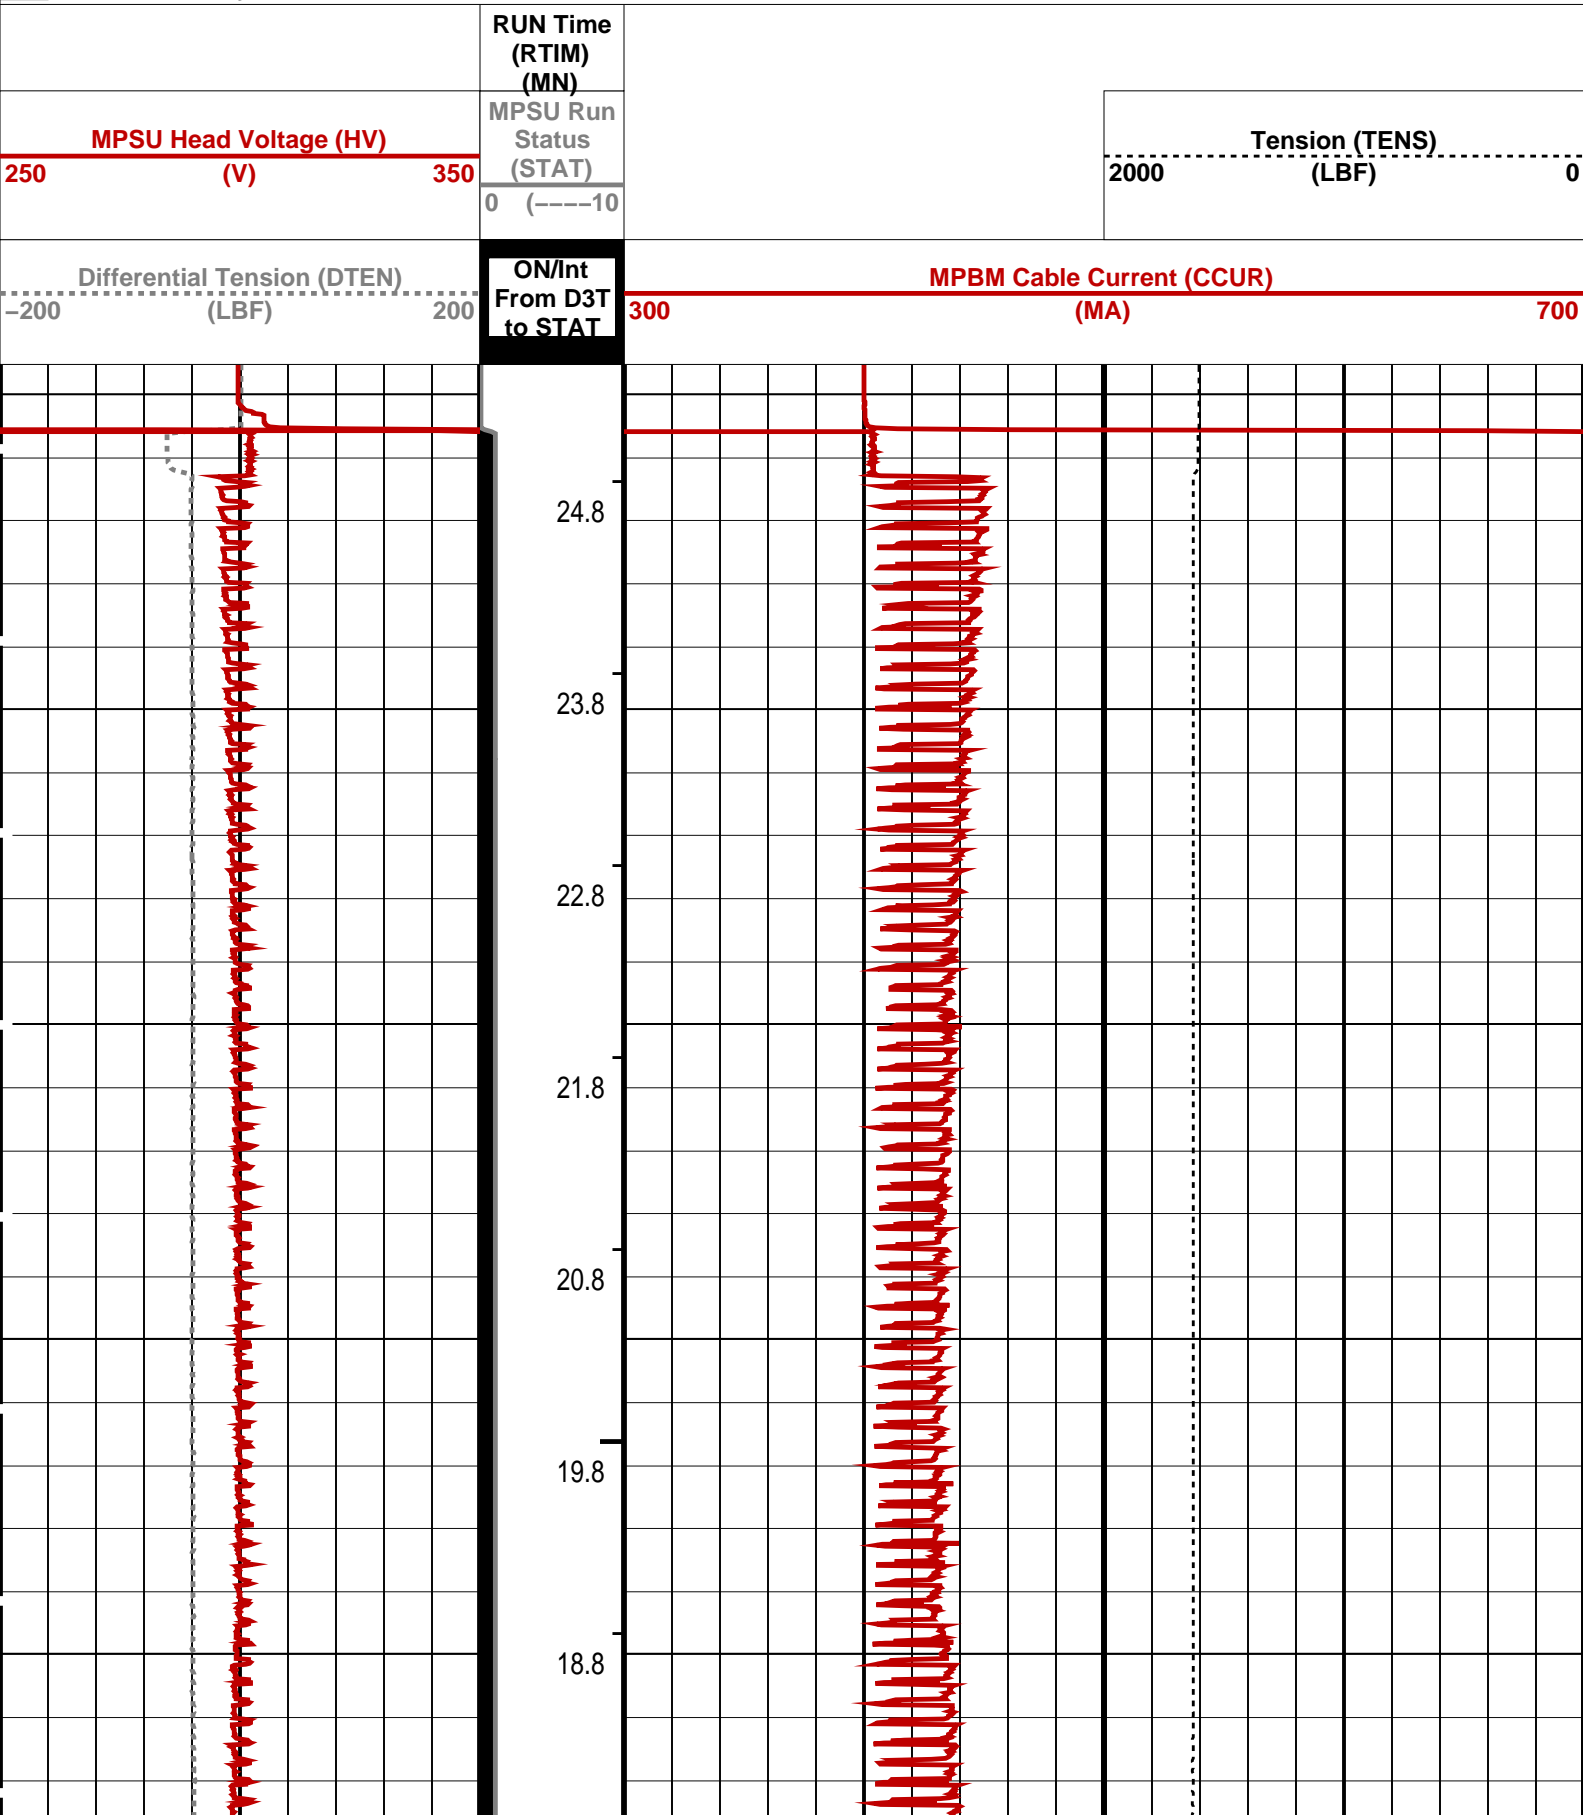 RUN Time
(RTIM)
(MN)
MPSU Run
Status
(STAT)
0 (----10
MPSU Head Voltage (HV)
250 (V) 350
Tension (TENS)
2000 (LBF) 0
Differential Tension (DTEN)
-200 (LBF) 200
ON/Int
From D3T
to STAT
MPBM Cable Current (CCUR)
300 (MA) 700
24.8
23.8
22.8
21.8
20.8
19.8
18.8